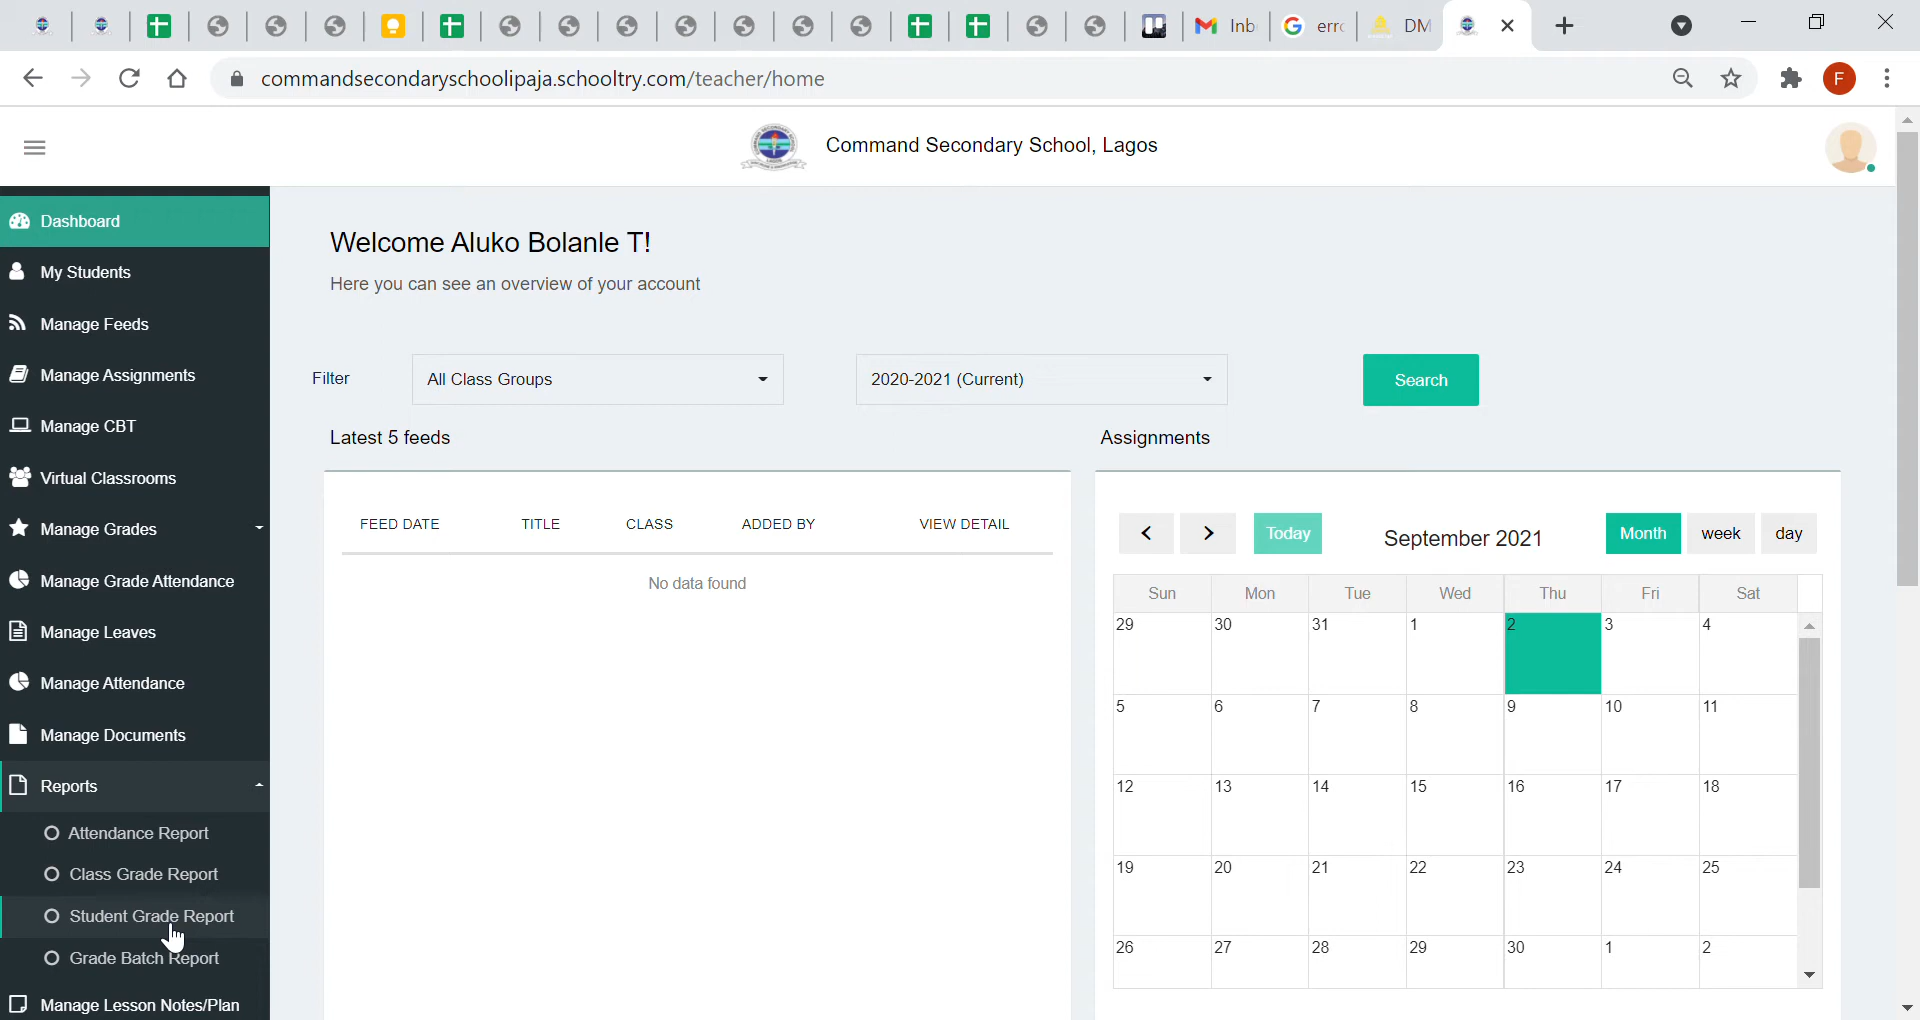 Inb
erro
DM
commandsecondaryschoolipaja.schooltry.com/teacher/home
F
Command Secondary School, Lagos
Dashboard
My Students
Manage Feeds
Manage Assignments
Manage CBT
Virtual Classrooms
Manage Grades
Manage Grade Attendance
Manage Leaves
Manage Attendance
Manage Documents
Reports
Attendance Report
Class Grade Report
Student Grade Report
Grade Batch Report
Manage Lesson Notes/Plan
Welcome Aluko Bolanle T!
Here you can see an overview of your account
Filter
All Class Groups
2020-2021 (Current)
Search
Latest 5 feeds
FEED DATE TITLE CLASS ADDED BY VIEW DETAIL
No data found
Assignments
Today
September 2021
Month week day
Sun Mon Tue Wed Thu Fri Sat
29 30 31 1 2 3 4
5 6 7 8 9 10 11
12 13 14 15 16 17 18
19 20 21 22 23 24 25
26 27 28 29 30 1 2